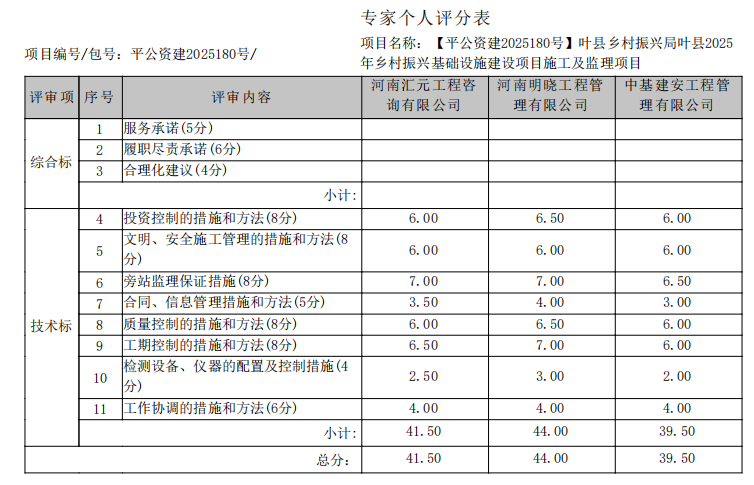 专家个人评分表
项目编号/包号：平公资建2025180号/
项目名称：【平公资建2025180号】叶县乡村振兴局叶县2025
年乡村振兴基础设施建设项目施工及监理项目
评审项 序号 评审内容 河南汇元工程咨询有限公司 河南明晓工程管理有限公司 中基建安工程管理有限公司
综合标
1 服务承诺(5分)
2 履职尽责承诺(6分)
3 合理化建议(4分)
小计:
技术标
4 投资控制的措施和方法(8分) 6.00 6.50 6.00
5 文明、安全施工管理的措施和方法(8分) 6.00 6.00 6.00
6 旁站监理保证措施(8分) 7.00 7.00 6.50
7 合同、信息管理措施和方法(5分) 3.50 4.00 3.00
8 质量控制的措施和方法(8分) 6.00 6.50 6.00
9 工期控制的措施和方法(8分) 6.50 7.00 6.00
10 检测设备、仪器的配置及控制措施(4分) 2.50 3.00 2.00
11 工作协调的措施和方法(6分) 4.00 4.00 4.00
小计: 41.50 44.00 39.50
总分: 41.50 44.00 39.50